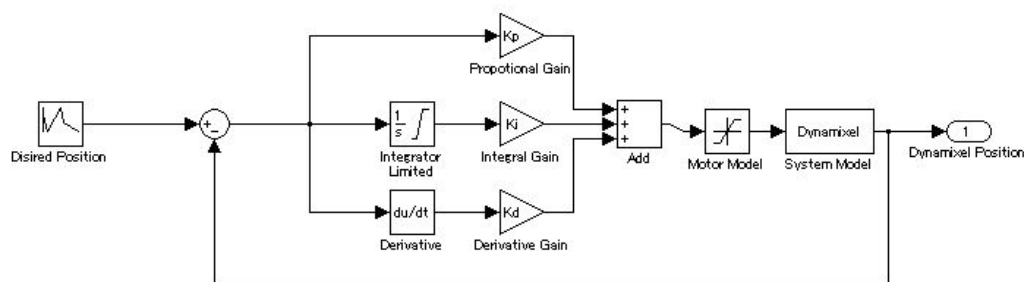 Kp
Propotional Gain
Disired Position
+
−
1
s
Integrator
Limited
Ki
Integral Gain
du/dt
Derivative
Kd
Derivative Gain
+
+
+
Add
Motor Model
Dynamixel
System Model
1
Dynamixel Position